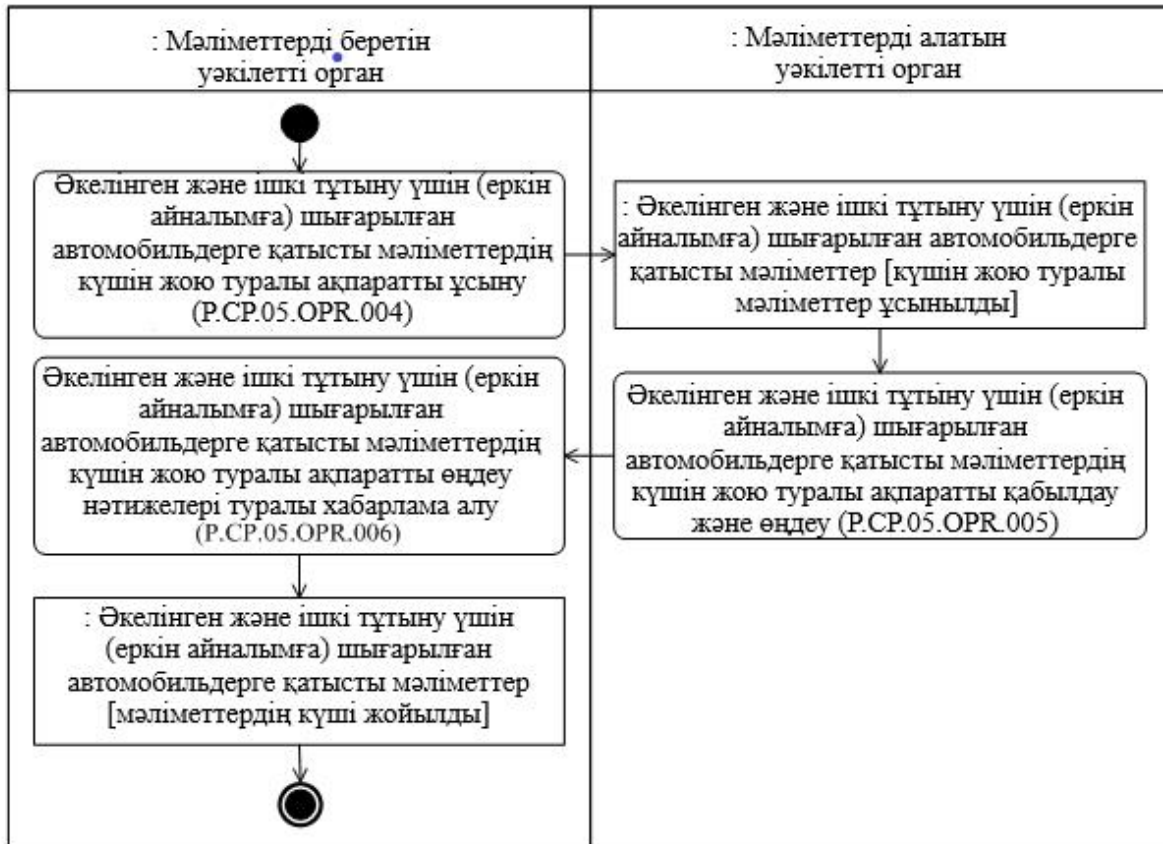 : Мәліметтерді беретін
уәкілетті орган
: Мәліметтерді алатын
уәкілетті орган
Әкелінген және ішкі тұтыну үшін (еркін
айналымға) шығарылған
автомобильдерге қатысты мәліметтердің
күшін жою туралы ақпаратты ұсыну
(P.CP.05.OPR.004)
: Әкелінген және ішкі тұтыну үшін (еркін
айналымға) шығарылған автомобильдерге
қатысты мәліметтер [күшін жою туралы
мәліметтер ұсынылды]
Әкелінген және ішкі тұтыну үшін (еркін
айналымға) шығарылған
автомобильдерге қатысты мәліметтердің
күшін жою туралы ақпаратты қабылдау
және өңдеу (P.CP.05.OPR.005)
Әкелінген және ішкі тұтыну үшін (еркін
айналымға) шығарылған
автомобильдерге қатысты мәліметтердің
күшін жою туралы ақпаратты өңдеу
нәтижелері туралы хабарлама алу
(P.CP.05.OPR.006)
: Әкелінген және ішкі тұтыну үшін
(еркін айналымға) шығарылған
автомобильдерге қатысты мәліметтер
[мәліметтердің күші жойылды]